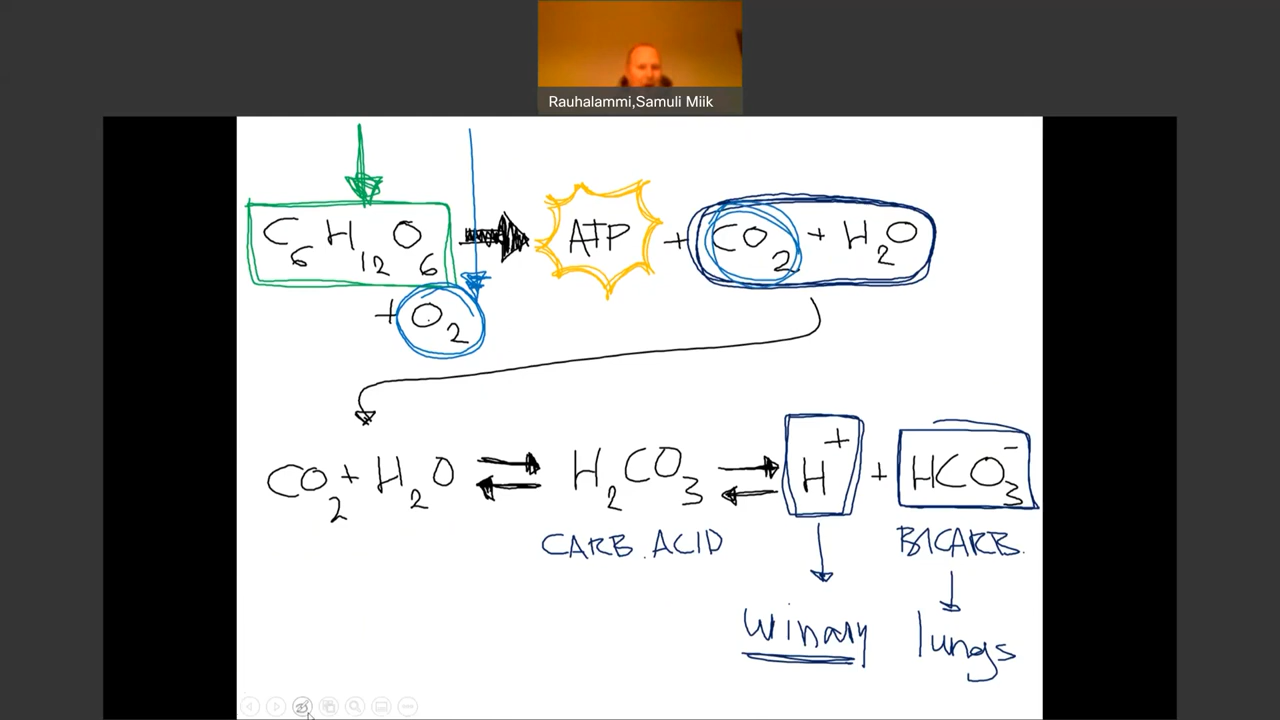 Rauhalammi,Samuli Miik
C6H12O6 ATP + CO2 + H2O
+ O2
CO2 + H2O H2CO3 H+ + HCO3-
CARB. ACID BICARB.
urinary lungs